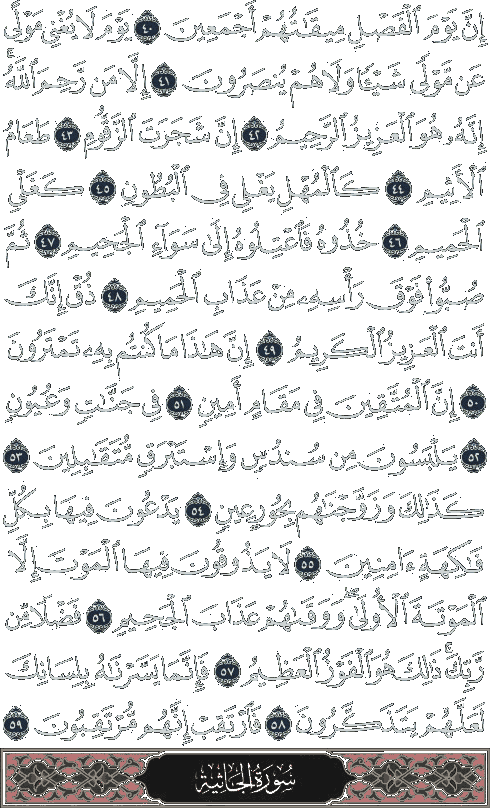 إِنَّ يَوْمَ ٱلْفَصْلِ مِيقَٰتُهُمْ أَجْمَعِينَ ٤٠ يَوْمَ لَا يُغْنِى مَوْلًى
عَن مَّوْلًى شَيْـًٔا وَلَا هُمْ يُنصَرُونَ ٤١ إِلَّا مَن رَّحِمَ ٱللَّهُ ۚ
إِنَّهُۥ هُوَ ٱلْعَزِيزُ ٱلرَّحِيمُ ٤٢ إِنَّ شَجَرَتَ ٱلزَّقُّومِ ٤٣ طَعَامُ
ٱلْأَثِيمِ ٤٤ كَٱلْمُهْلِ يَغْلِى فِى ٱلْبُطُونِ ٤٥ كَغَلْىِ
ٱلْحَمِيمِ ٤٦ خُذُوهُ فَٱعْتِلُوهُ إِلَىٰ سَوَآءِ ٱلْجَحِيمِ ٤٧ ثُمَّ
صُبُّوا۟ فَوْقَ رَأْسِهِۦ مِنْ عَذَابِ ٱلْحَمِيمِ ٤٨ ذُقْ إِنَّكَ
أَنتَ ٱلْعَزِيزُ ٱلْكَرِيمُ ٤٩ إِنَّ هَٰذَا مَا كُنتُم بِهِۦ تَمْتَرُونَ
٥٠ إِنَّ ٱلْمُتَّقِينَ فِى مَقَامٍ أَمِينٍ ٥١ فِى جَنَّٰتٍ وَعُيُونٍ
٥٢ يَلْبَسُونَ مِن سُندُسٍ وَإِسْتَبْرَقٍ مُّتَقَٰبِلِينَ ٥٣
كَذَٰلِكَ وَزَوَّجْنَٰهُم بِحُورٍ عِينٍ ٥٤ يَدْعُونَ فِيهَا بِكُلِّ
فَٰكِهَةٍ ءَامِنِينَ ٥٥ لَا يَذُوقُونَ فِيهَا ٱلْمَوْتَ إِلَّا
ٱلْمَوْتَةَ ٱلْأُولَىٰ ۖ وَوَقَىٰهُمْ عَذَابَ ٱلْجَحِيمِ ٥٦ فَضْلًا مِّن
رَّبِّكَ ۚ ذَٰلِكَ هُوَ ٱلْفَوْزُ ٱلْعَظِيمُ ٥٧ فَإِنَّمَا يَسَّرْنَٰهُ بِلِسَانِكَ
لَعَلَّهُمْ يَتَذَكَّرُونَ ٥٨ فَٱرْتَقِبْ إِنَّهُم مُّرْتَقِبُونَ ٥٩
سُورَةُ الْجَاثِيَةِ